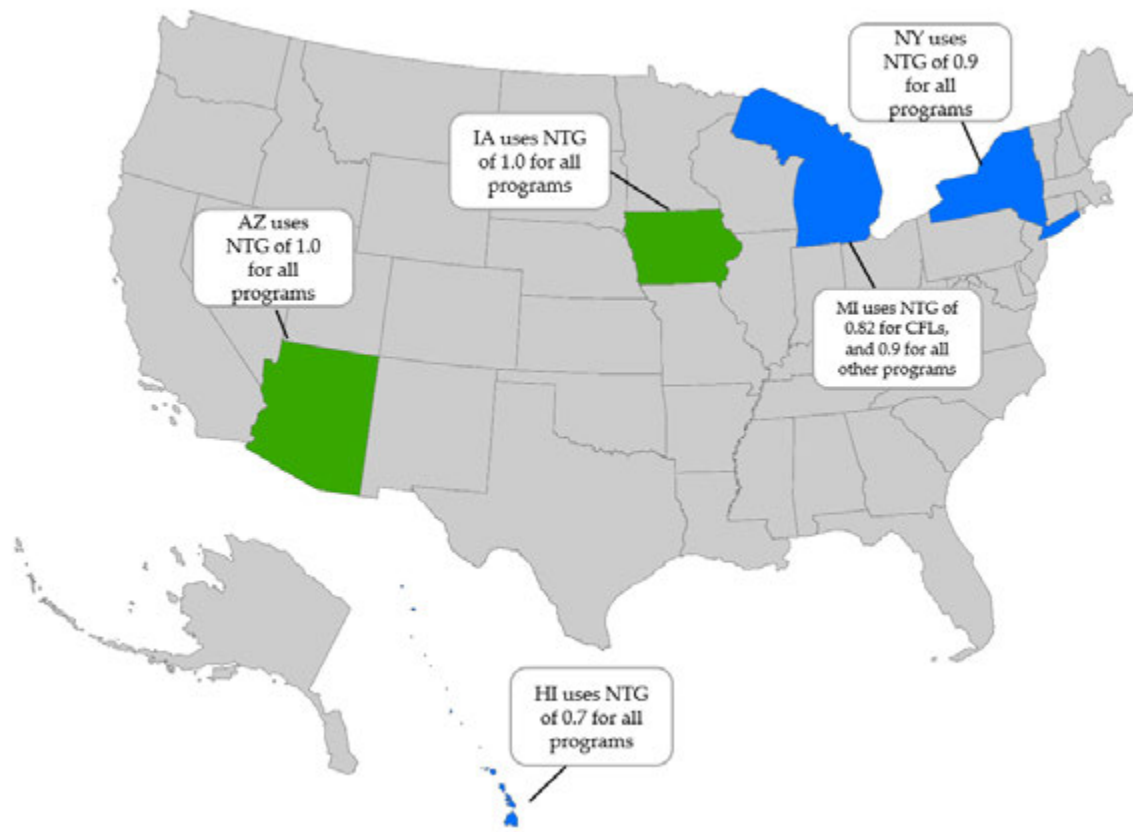 NY uses
NTG of 0.9
for all
programs
IA uses NTG
of 1.0 for all
programs
AZ uses
NTG of 1.0
for all
programs
MI uses NTG of
0.82 for CFLs,
and 0.9 for all
other programs
HI uses NTG
of 0.7 for all
programs